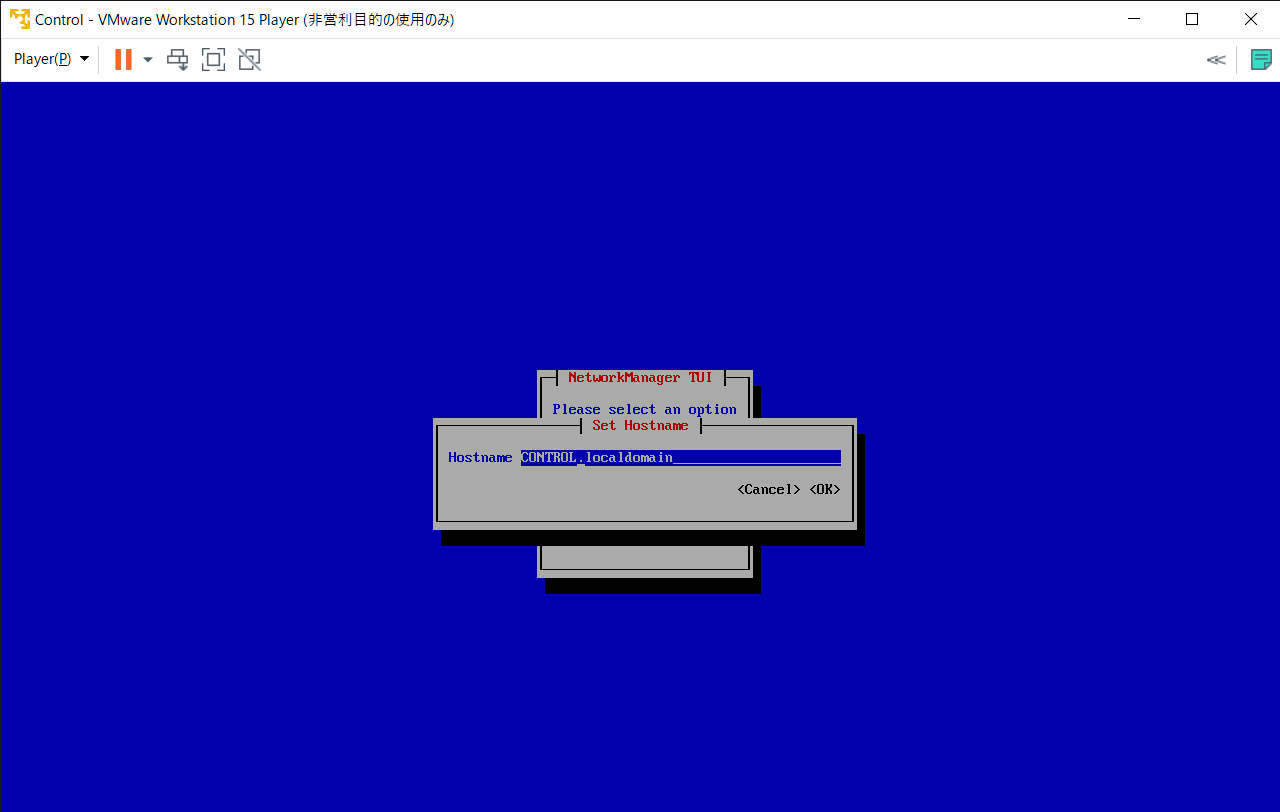 Control - VMware Workstation 15 Player (非営利目的の使用のみ)
Player(P)
NetworkManager TUI
Please select an option
Set Hostname
Hostname CONTROL.localdomain
<Cancel> <OK>